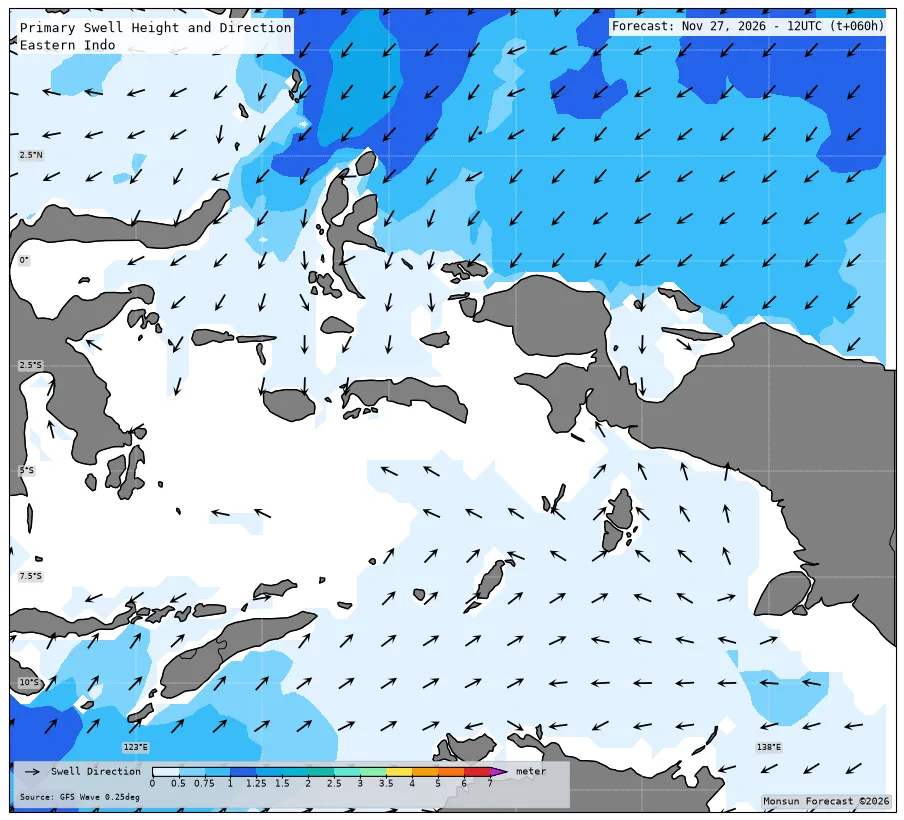 Primary Swell Height and Direction
Eastern Indo
Forecast: Nov 27, 2026 - 12UTC (t+060h)
2.5°N
0°
2.5°S
5°S
7.5°S
10°S
123°E
138°E
Swell Direction
0 0.5 0.75 1 1.25 1.5 2 2.5 3 3.5 4 5 6 7
meter
Source: GFS Wave 0.25deg
Monsun Forecast ©2026